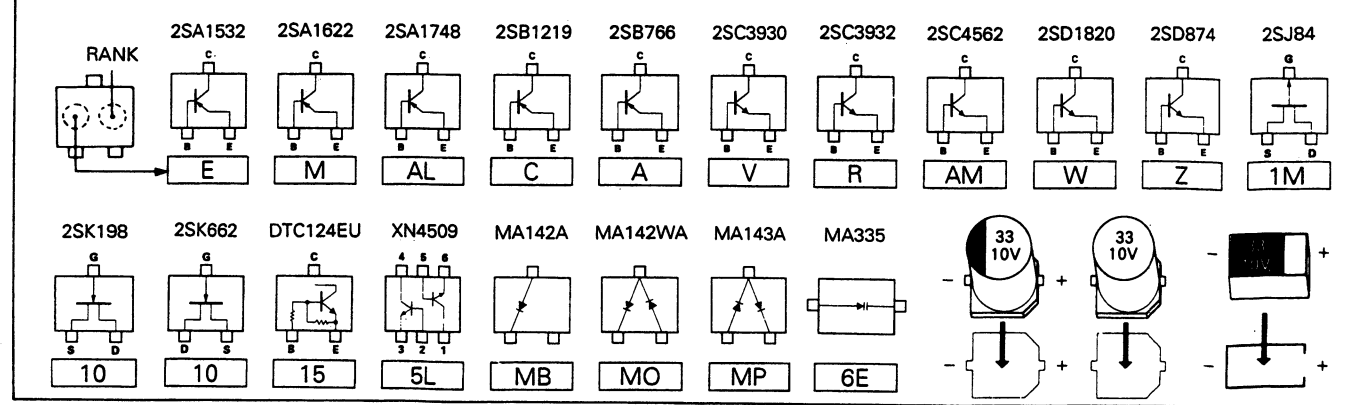 2SA1532 2SA1622 2SA1748 2SB1219 2SB766 2SC3930 2SC3932 2SC4562 2SD1820 2SD874 2SJ84
RANK
C C C C C C C C C C G
B E B E B E B E B E B E B E B E B E B E S D
E M AL C A V R AM W Z 1M
2SK198 2SK662 DTC124EU XN4509 MA142A MA142WA MA143A MA335
G G C 4 5 6
33 10V 33 10V
- + - + - +
S D D S B E 3 2 1
10 10 15 5L MB MO MP 6E
- + - + - +